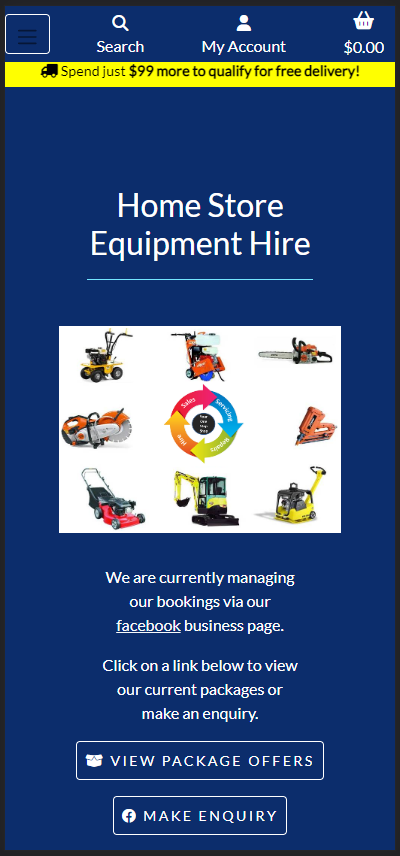 Search
My Account
$0.00
Spend just $99 more to qualify for free delivery!
Home Store
Equipment Hire
Sales
Servicing
Hire
We are currently managing
our bookings via our
facebook business page.
Click on a link below to view
our current packages or
make an enquiry.
VIEW PACKAGE OFFERS
MAKE ENQUIRY